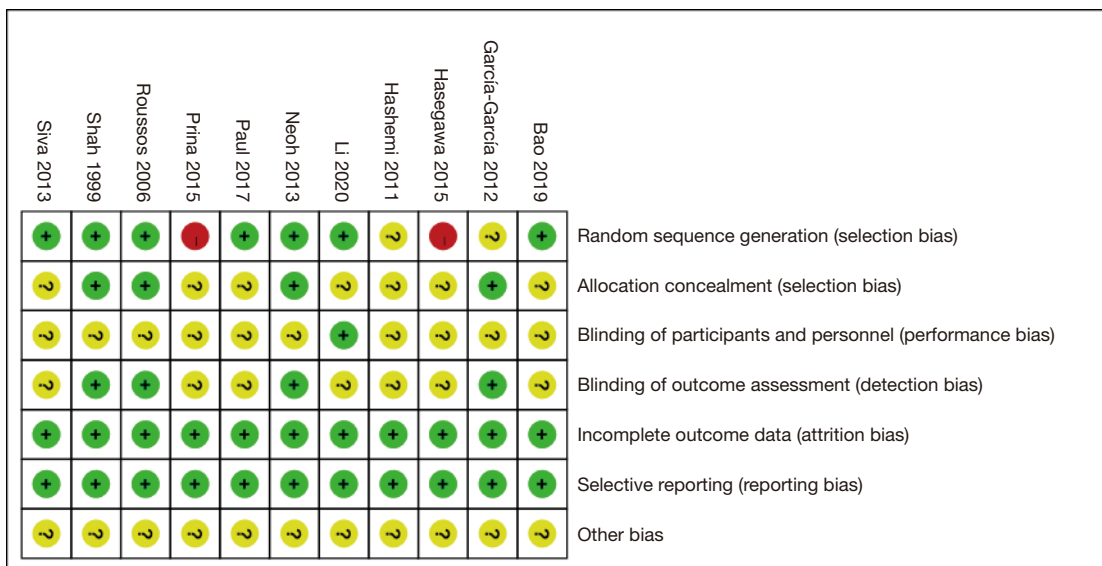 Siva 2013
Shah 1999
Roussos 2006
Prina 2015
Paul 2017
Neoh 2013
Li 2020
Hashemi 2011
Hasegawa 2015
García-García 2012
Bao 2019
+ + + – + + + ? – ? + Random sequence generation (selection bias)
? + + ? ? + ? ? ? + ? Allocation concealment (selection bias)
? ? ? ? ? ? + ? ? ? ? Blinding of participants and personnel (performance bias)
? + + ? ? + ? ? ? + ? Blinding of outcome assessment (detection bias)
+ + + + + + + + + + + Incomplete outcome data (attrition bias)
+ + + + + + + + + + + Selective reporting (reporting bias)
? ? ? ? ? ? ? ? ? ? ? Other bias